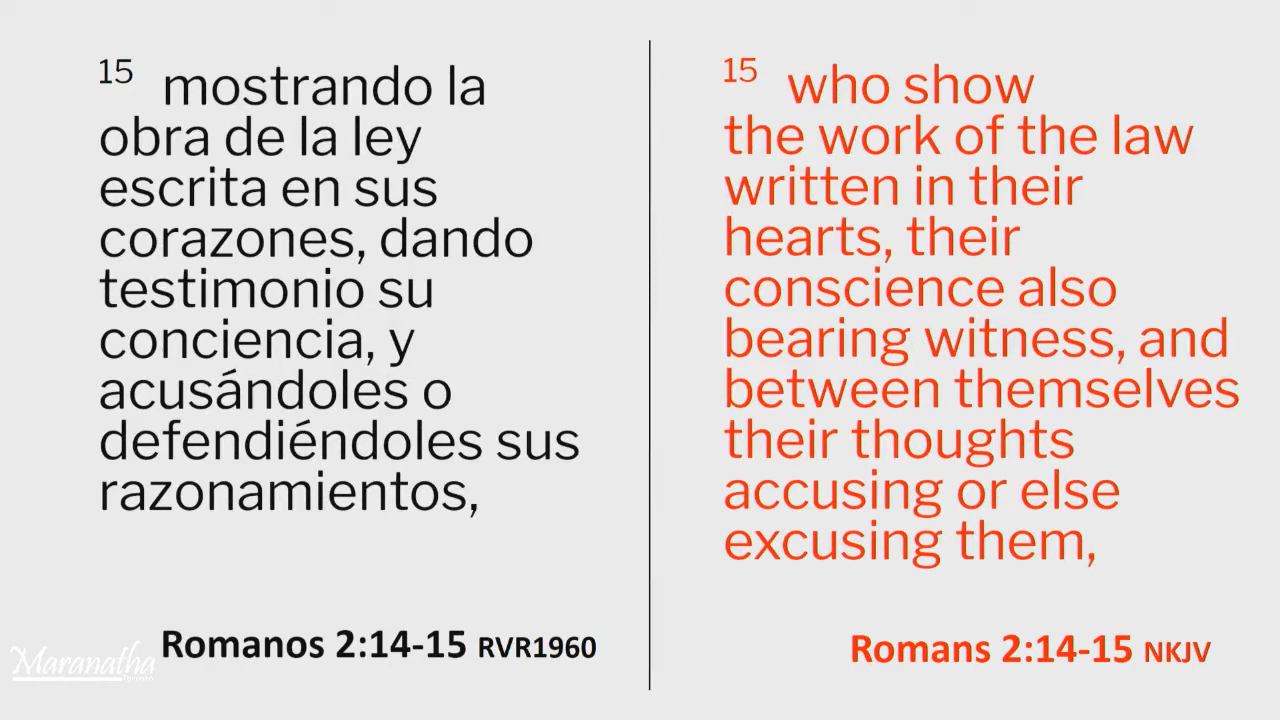 15 mostrando la
obra de la ley
escrita en sus
corazones, dando
testimonio su
conciencia, y
acusándoles o
defendiéndoles sus
razonamientos,
Romanos 2:14-15 RVR1960
15 who show
the work of the law
written in their
hearts, their
conscience also
bearing witness, and
between themselves
their thoughts
accusing or else
excusing them,
Romans 2:14-15 NKJV
Maranatha
Toronto